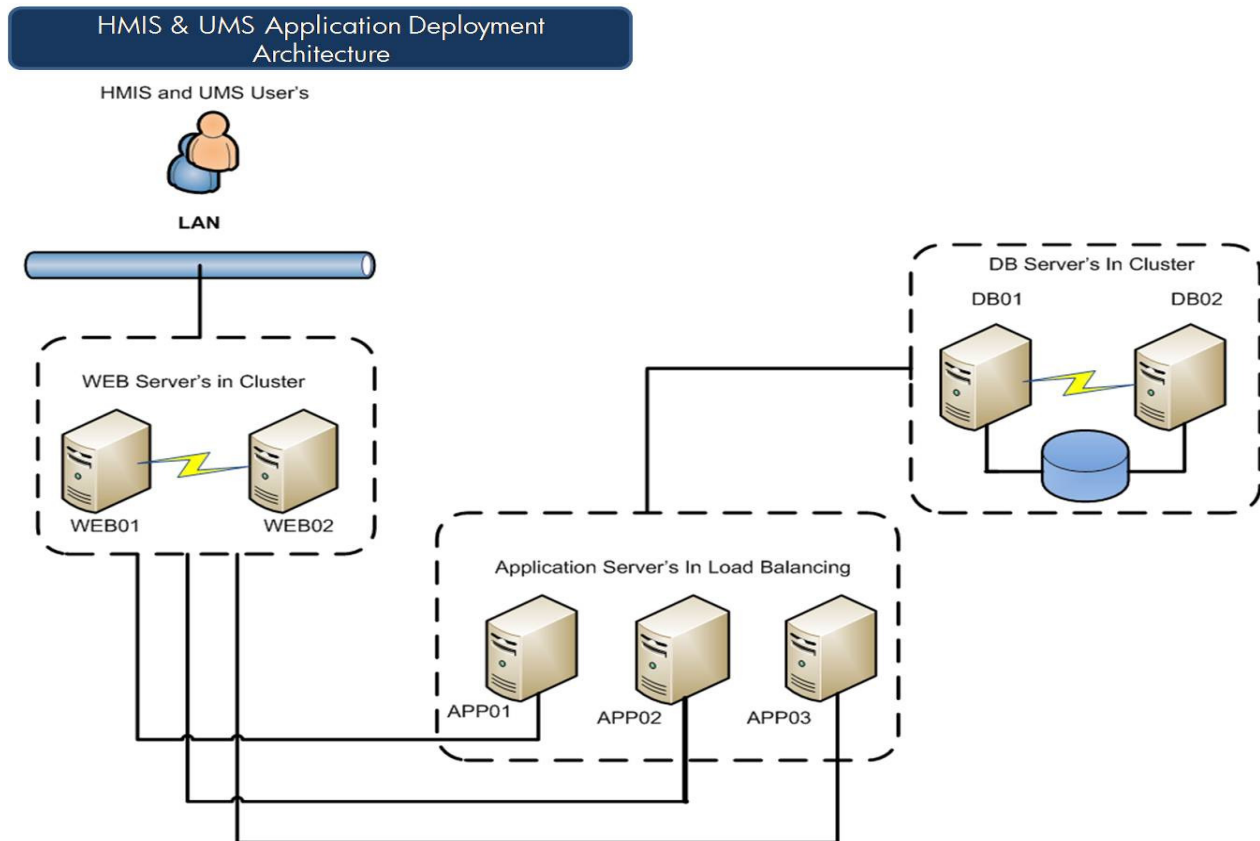 HMIS & UMS Application Deployment
Architecture
HMIS and UMS User's
LAN
WEB Server's in Cluster
WEB01
WEB02
DB Server's In Cluster
DB01
DB02
Application Server's In Load Balancing
APP01
APP02
APP03